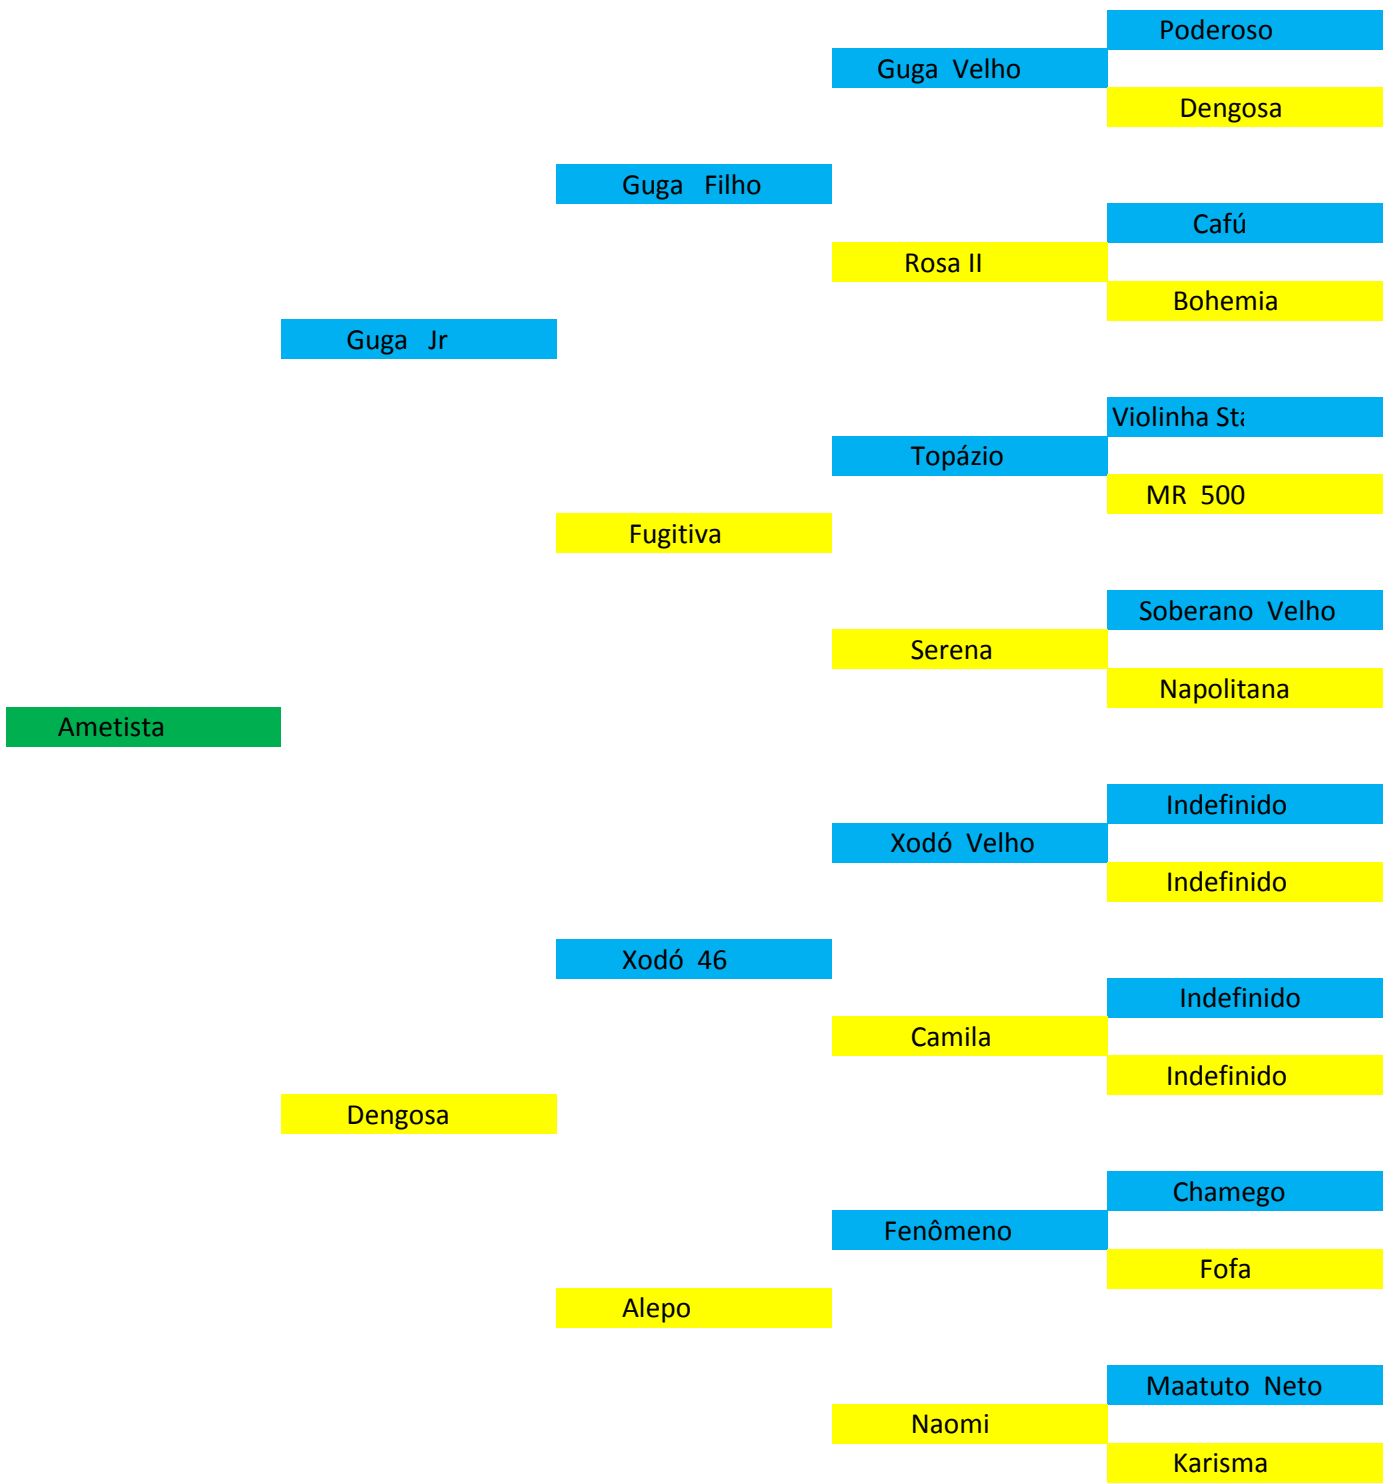 Poderoso
Guga Velho
Dengosa
Guga Filho
Cafú
Rosa II
Bohemia
Guga Jr
Violinha
Topázio
MR 500
Fugitiva
Soberano Velho
Serena
Napolitana
Ametista
Indefinido
Xodó Velho
Indefinido
Xodó 46
Indefinido
Camila
Indefinido
Dengosa
Chamego
Fenômeno
Fofa
Alepo
Maatuto Neto
Naomi
Karisma